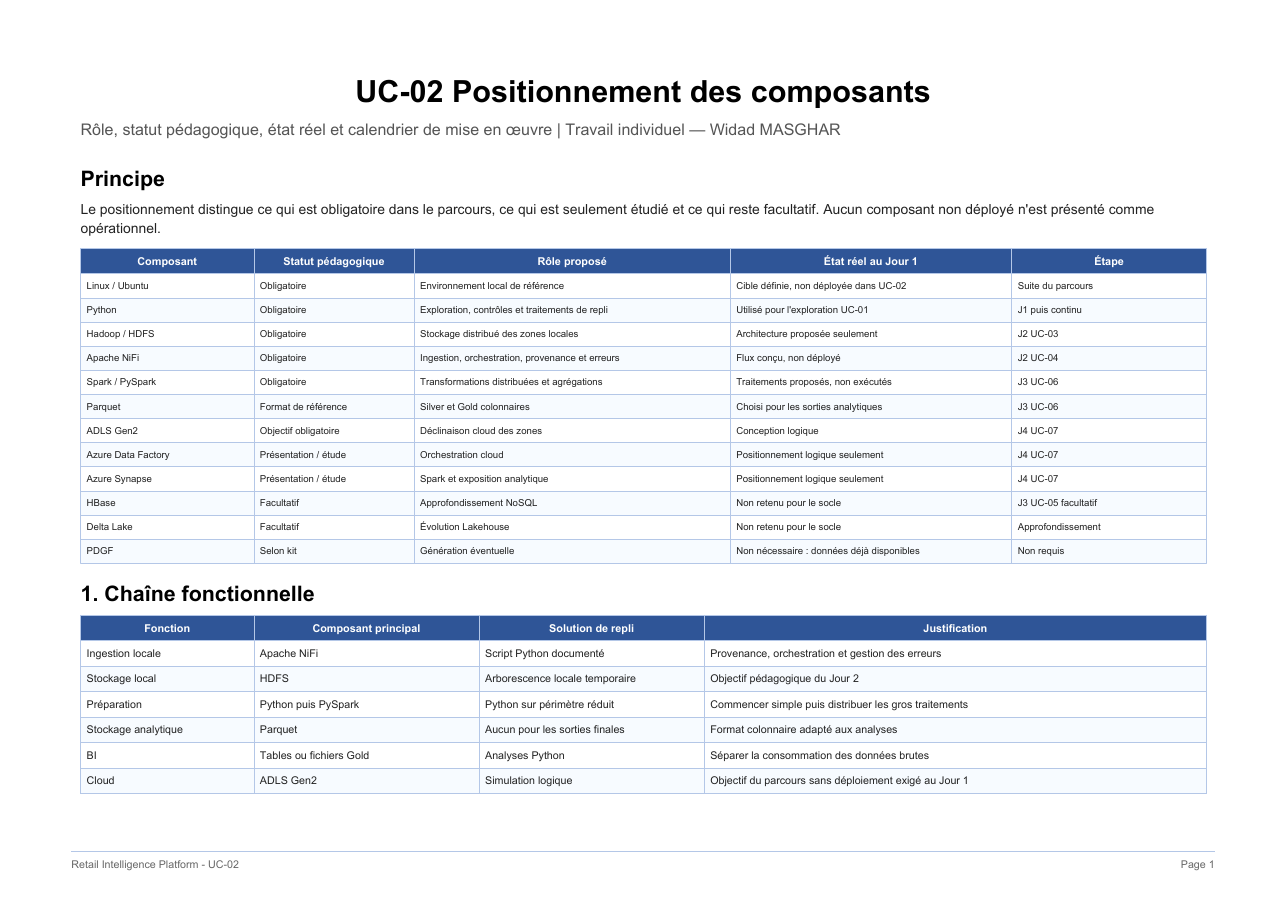 UC-02 Positionnement des composants
Rôle, statut pédagogique, état réel et calendrier de mise en œuvre | Travail individuel — Widad MASGHAR
Principe
Le positionnement distingue ce qui est obligatoire dans le parcours, ce qui est seulement étudié et ce qui reste facultatif. Aucun composant non déployé n'est présenté comme
opérationnel.
Composant Statut pédagogique Rôle proposé État réel au Jour 1 Étape
Linux / Ubuntu Obligatoire Environnement local de référence Cible définie, non déployée dans UC-02 Suite du parcours
Python Obligatoire Exploration, contrôles et traitements de repli Utilisé pour l'exploration UC-01 J1 puis continu
Hadoop / HDFS Obligatoire Stockage distribué des zones locales Architecture proposée seulement J2 UC-03
Apache NiFi Obligatoire Ingestion, orchestration, provenance et erreurs Flux conçu, non déployé J2 UC-04
Spark / PySpark Obligatoire Transformations distribuées et agrégations Traitements proposés, non exécutés J3 UC-06
Parquet Format de référence Silver et Gold colonnaires Choisi pour les sorties analytiques J3 UC-06
ADLS Gen2 Objectif obligatoire Déclinaison cloud des zones Conception logique J4 UC-07
Azure Data Factory Présentation / étude Orchestration cloud Positionnement logique seulement J4 UC-07
Azure Synapse Présentation / étude Spark et exposition analytique Positionnement logique seulement J4 UC-07
HBase Facultatif Approfondissement NoSQL Non retenu pour le socle J3 UC-05 facultatif
Delta Lake Facultatif Évolution Lakehouse Non retenu pour le socle Approfondissement
PDGF Selon kit Génération éventuelle Non nécessaire : données déjà disponibles Non requis
1. Chaîne fonctionnelle
Fonction Composant principal Solution de repli Justification
Ingestion locale Apache NiFi Script Python documenté Provenance, orchestration et gestion des erreurs
Stockage local HDFS Arborescence locale temporaire Objectif pédagogique du Jour 2
Préparation Python puis PySpark Python sur périmètre réduit Commencer simple puis distribuer les gros traitements
Stockage analytique Parquet Aucun pour les sorties finales Format colonnaire adapté aux analyses
BI Tables ou fichiers Gold Analyses Python Séparer la consommation des données brutes
Cloud ADLS Gen2 Simulation logique Objectif du parcours sans déploiement exigé au Jour 1
Retail Intelligence Platform - UC-02 Page 1